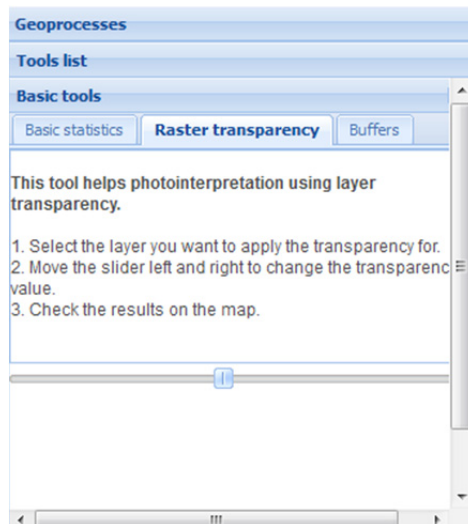 Geoprocesses
Tools list
Basic tools
Basic statistics Raster transparency Buffers
This tool helps photointerpretation using layer
transparency.
1. Select the layer you want to apply the transparency for.
2. Move the slider left and right to change the transparenc
value.
3. Check the results on the map.